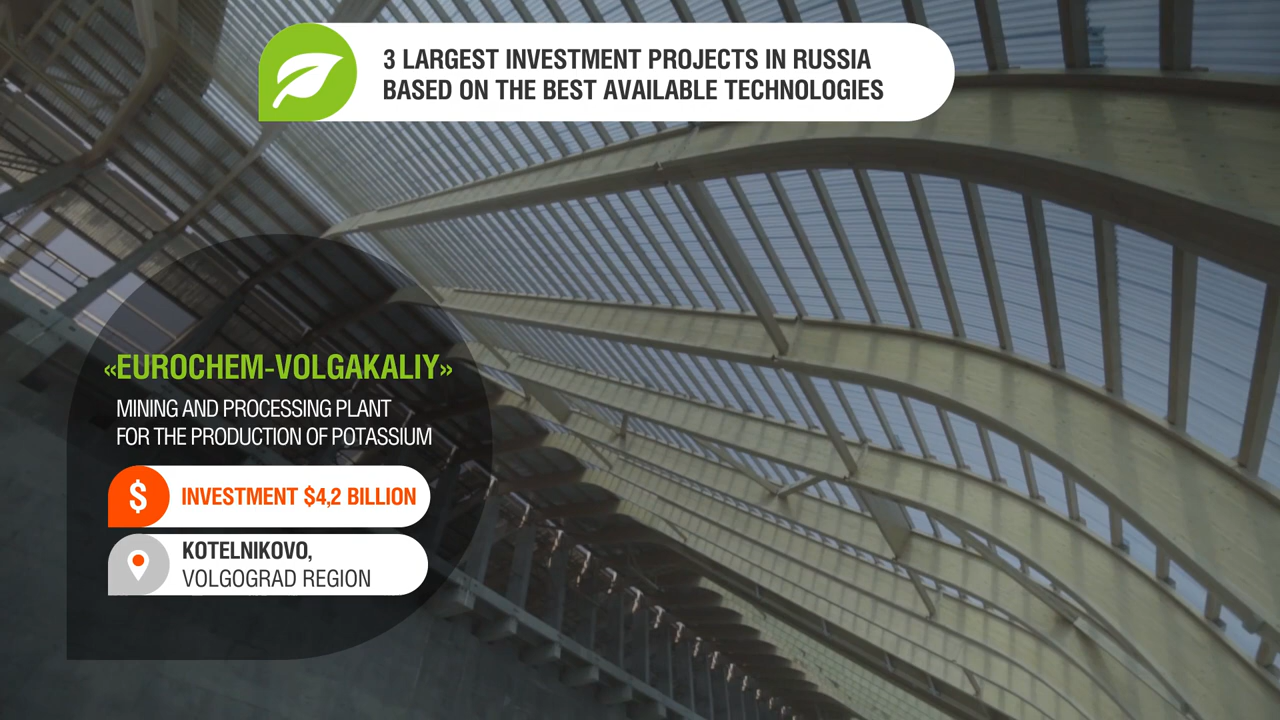 3 LARGEST INVESTMENT PROJECTS IN RUSSIA
BASED ON THE BEST AVAILABLE TECHNOLOGIES
«EUROCHEM-VOLGAKALIY»
MINING AND PROCESSING PLANT
FOR THE PRODUCTION OF POTASSIUM
$
INVESTMENT $4,2 BILLION
KOTELNIKOVO,
VOLGOGRAD REGION